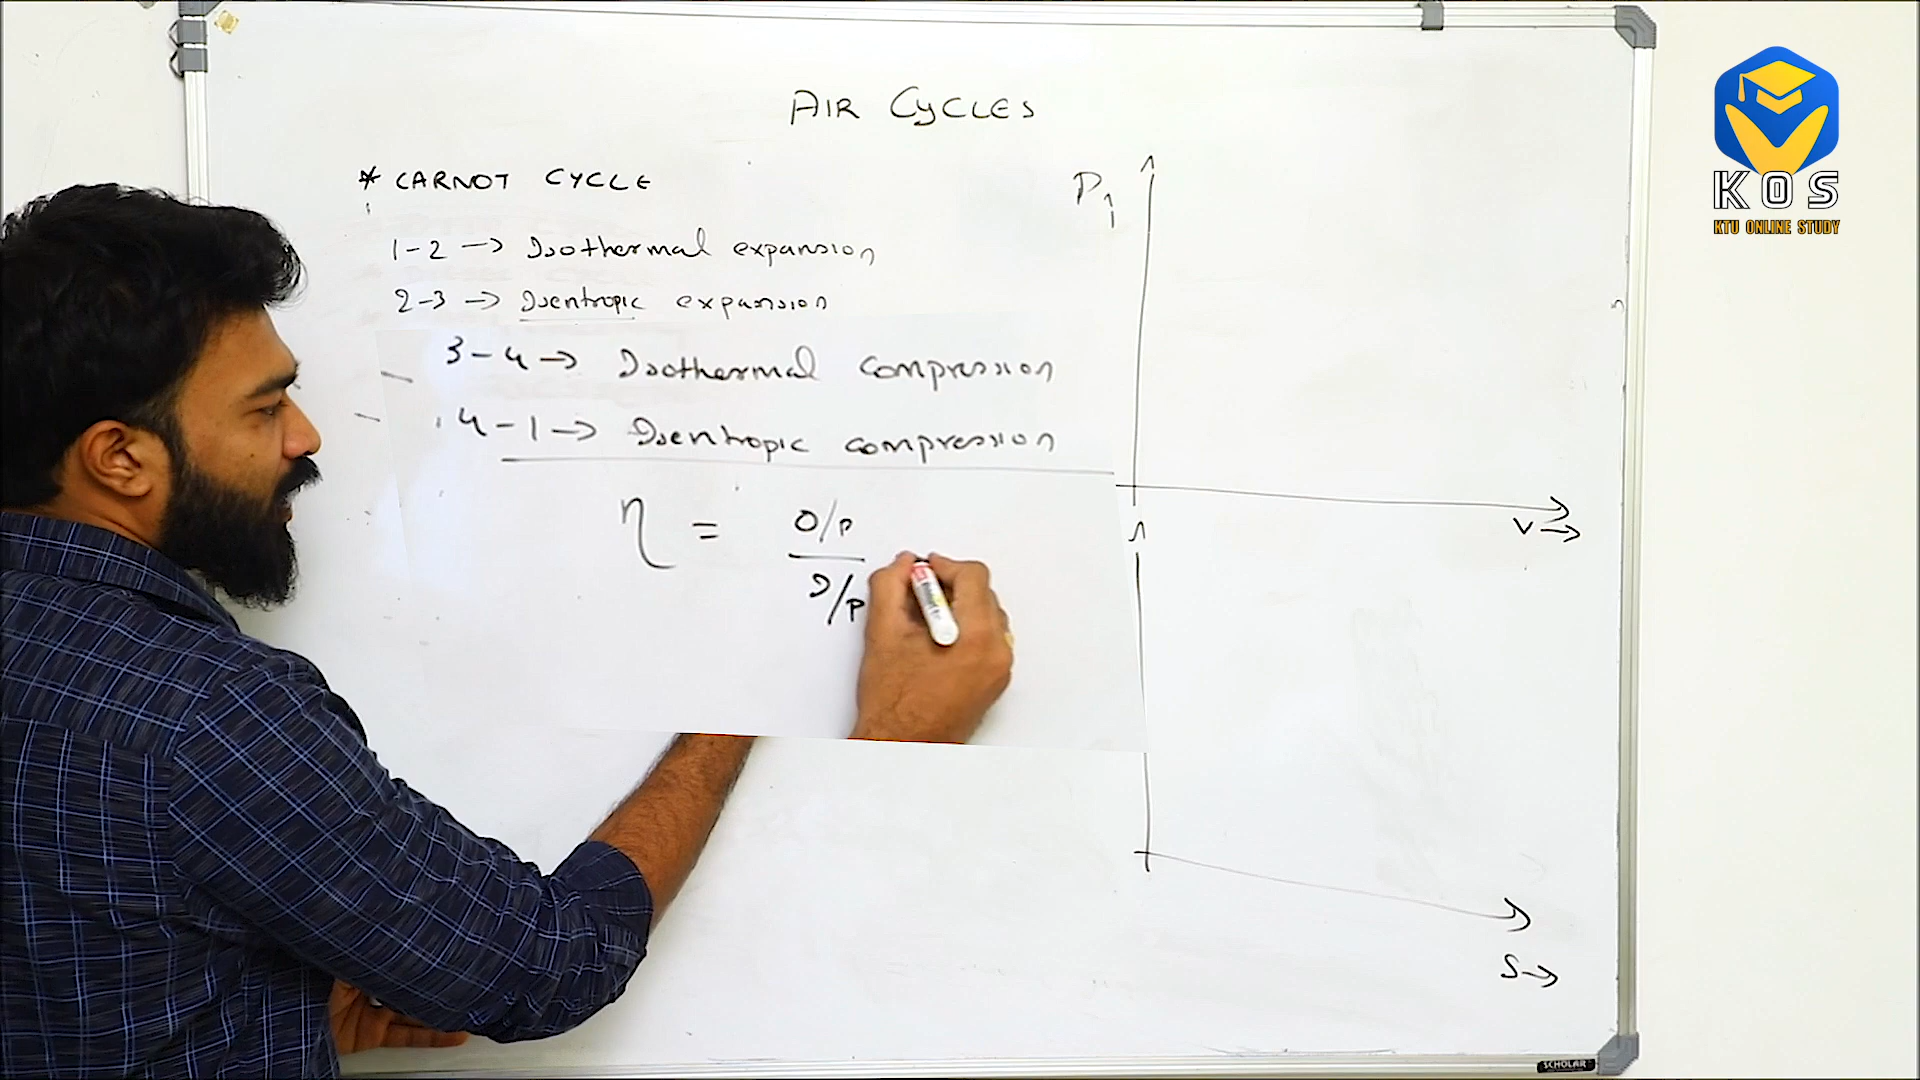 AIR CYCLES
* CARNOT CYCLE
1-2 → Isothermal expansion
2-3 → Isentropic expansion
3-4 → Isothermal compression
4-1 → Isentropic compression
η = O/P
I/P
P↑
V→
S→
KOS
KTU ONLINE STUDY
SCHOLAR